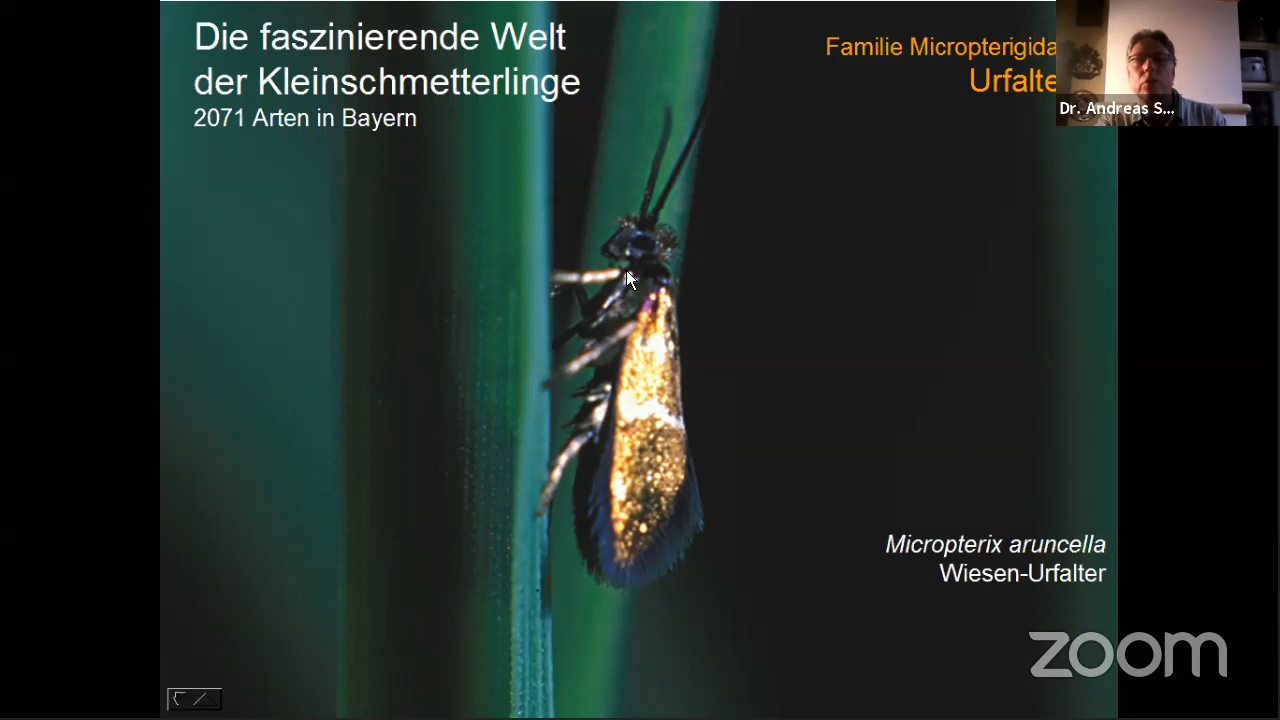 Die faszinierende Welt
der Kleinschmetterlinge
2071 Arten in Bayern
Familie Micropterigida
Urfalte
Dr. Andreas S...
Micropterix aruncella
Wiesen-Urfalter
zoom